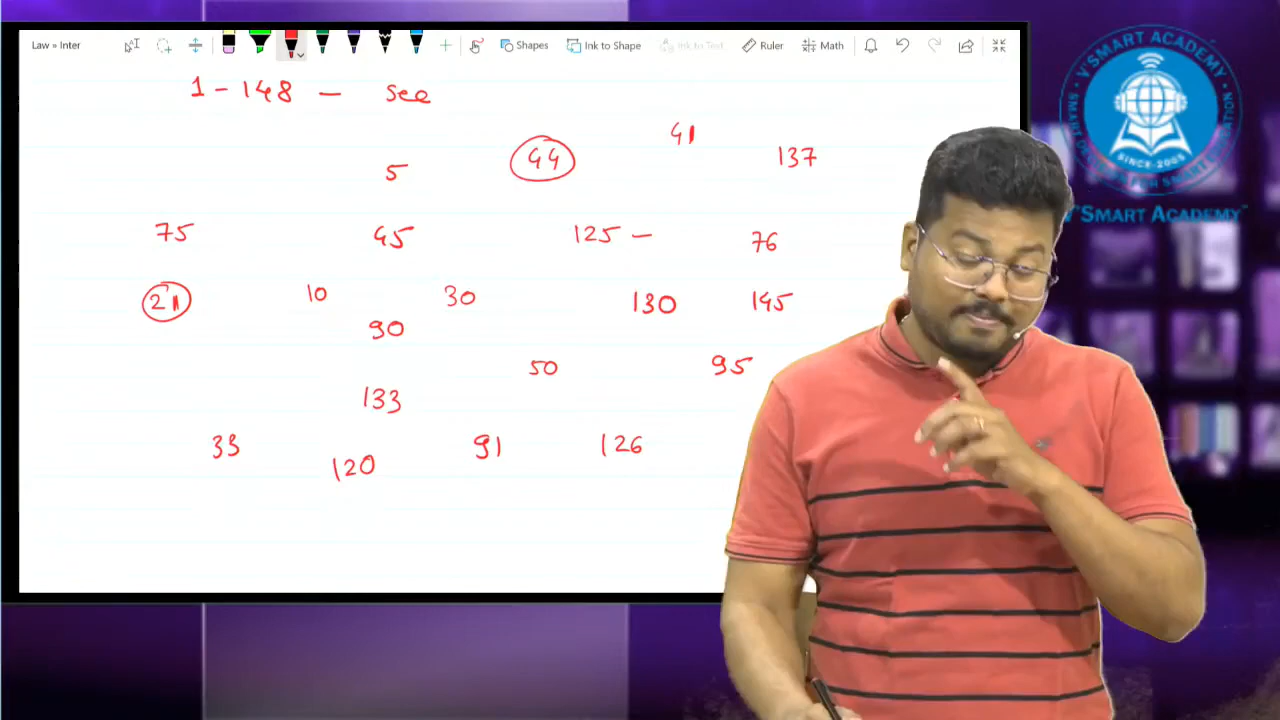 Law » Inter
Shapes
Ink to Shape
Ink to Text
Ruler
Math
1 - 148 - See
41
44
137
5
75
45
125 -
76
21
10
30
130
145
90
50
95
133
33
120
91
126
V'SMART ACADEMY
SINCE-2005
V'SMART ACADEMY